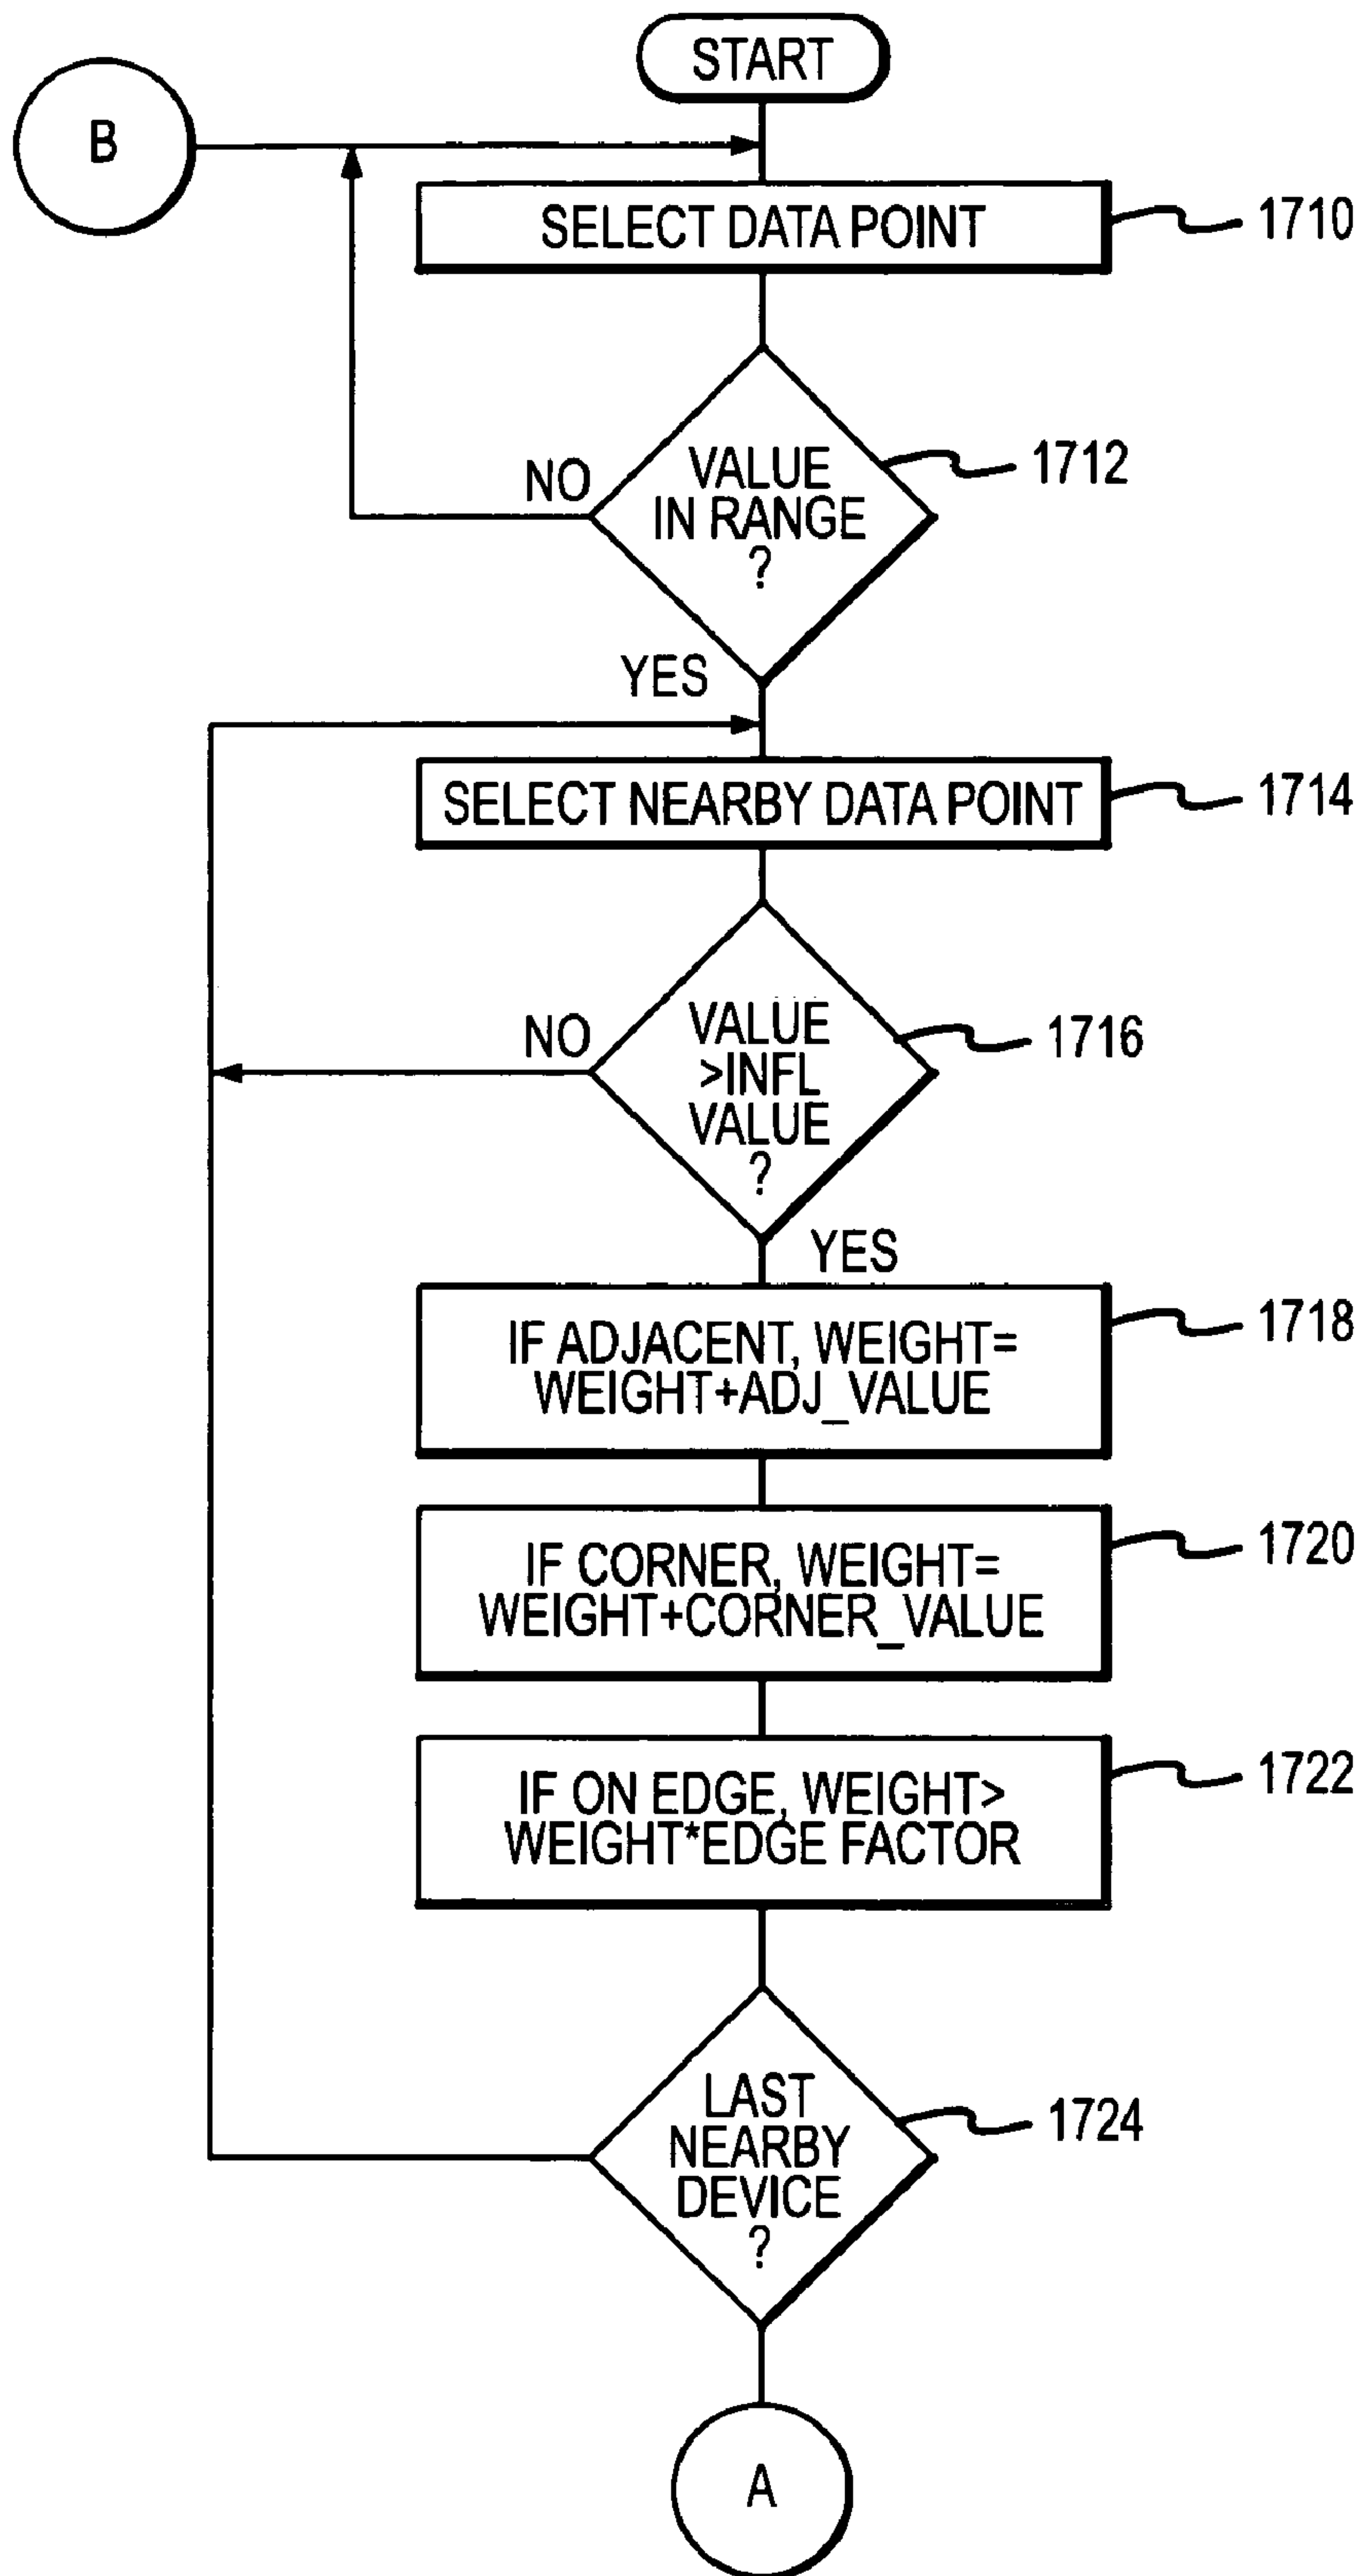 START
B
SELECT DATA POINT
1710
VALUE
IN RANGE
?
1712
NO
YES
SELECT NEARBY DATA POINT
1714
VALUE
>INFL
VALUE
?
1716
NO
YES
IF ADJACENT, WEIGHT=
WEIGHT+ADJ_VALUE
1718
IF CORNER, WEIGHT=
WEIGHT+CORNER_VALUE
1720
IF ON EDGE, WEIGHT>
WEIGHT*EDGE FACTOR
1722
LAST
NEARBY
DEVICE
?
1724
A